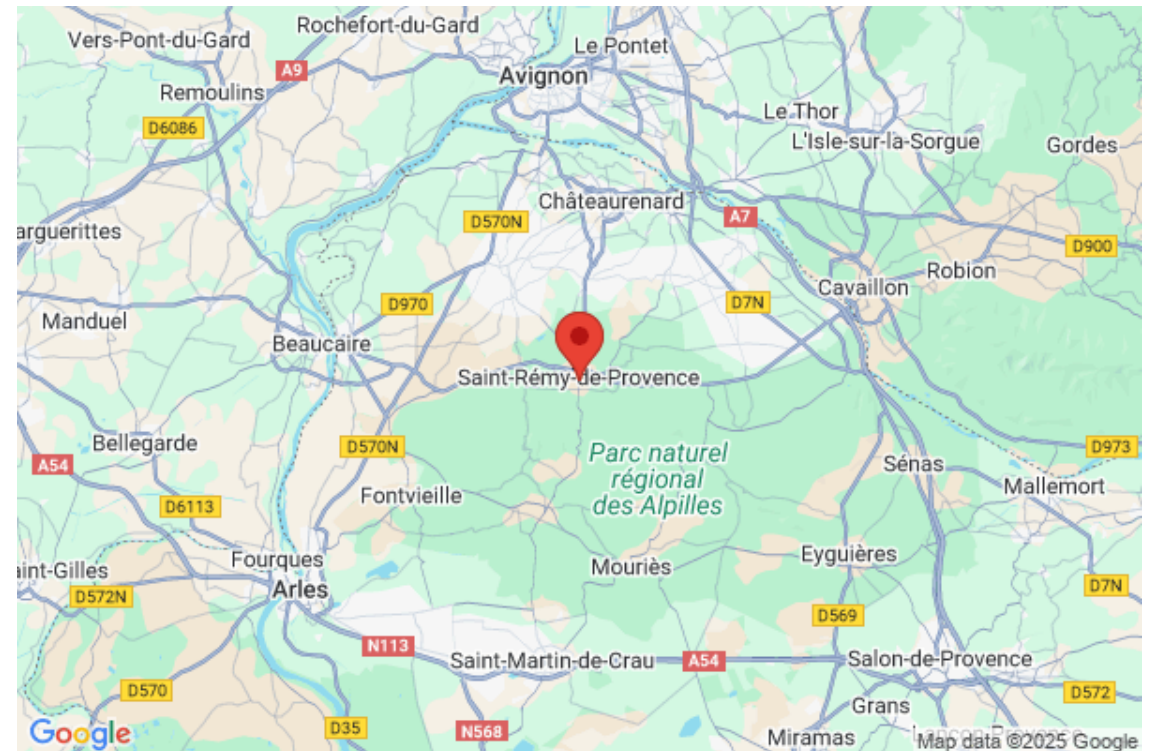 Rochefort-du-Gard
Vers-Pont-du-Gard
Le Pontet
A9
Avignon
Remoulins
Le Thor
D6086
L'Isle-sur-la-Sorgue
Gordes
Châteaurenard
A7
D570N
arguerittes
D900
Robion
Cavaillon
D970
D7N
Manduel
Beaucaire
Saint-Rémy-de-Provence
Bellegarde
D570N
Parc naturel
régional
des Alpilles
D973
A54
Sénas
Mallemort
Fontvieille
D6113
Fourques
Eyguières
Mouriès
aint-Gilles
D7N
Arles
D572N
D569
N113
Saint-Martin-de-Crau
A54
Salon-de-Provence
D570
D572
Grans
D35
N568
Google
Miramas
Map data ©2025 Google